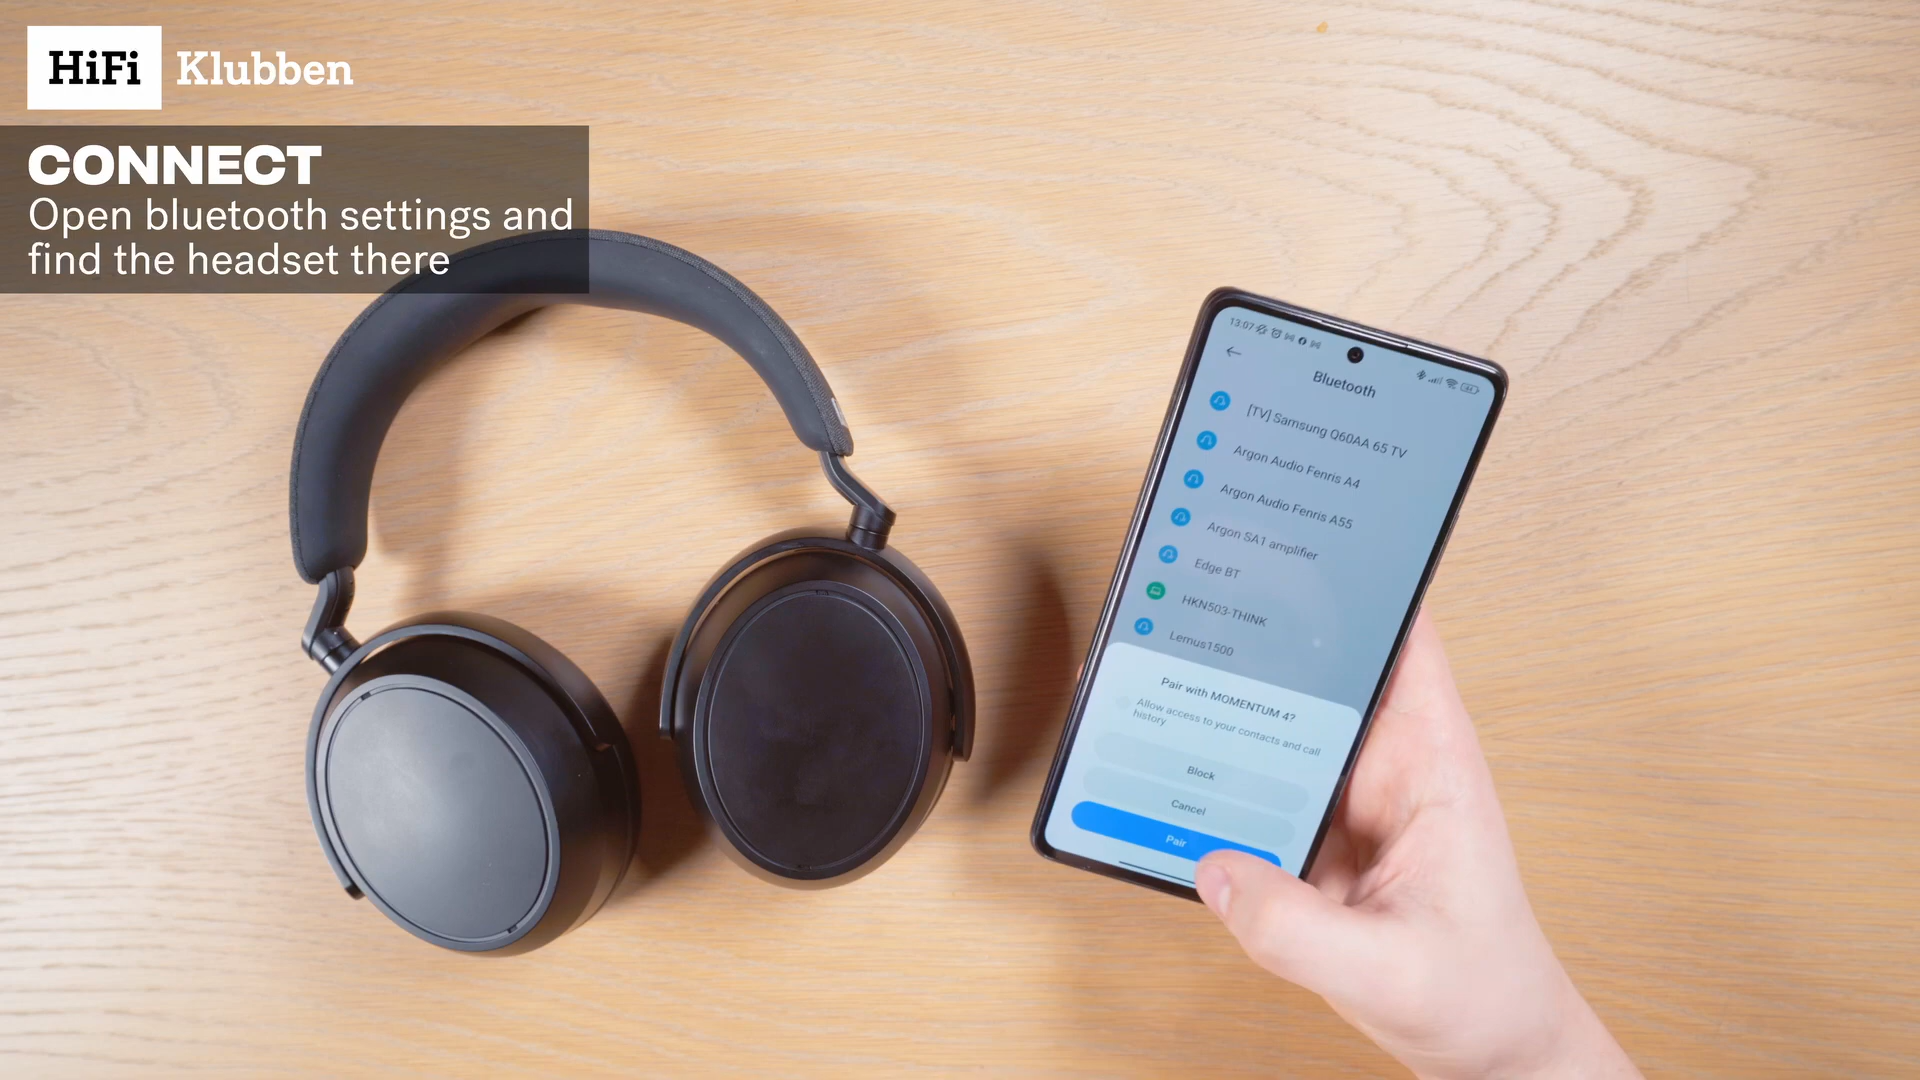 HiFi Klubben
CONNECT
Open bluetooth settings and
find the headset there
13:07
Bluetooth
[TV] Samsung Q60AA 65 TV
Argon Audio Fenris A4
Argon Audio Fenris A55
Argon SA1 amplifier
Edge BT
HKN503-THINK
Lemus1500
Pair with MOMENTUM 4?
Allow access to your contacts and call
history
Block
Cancel
Pair